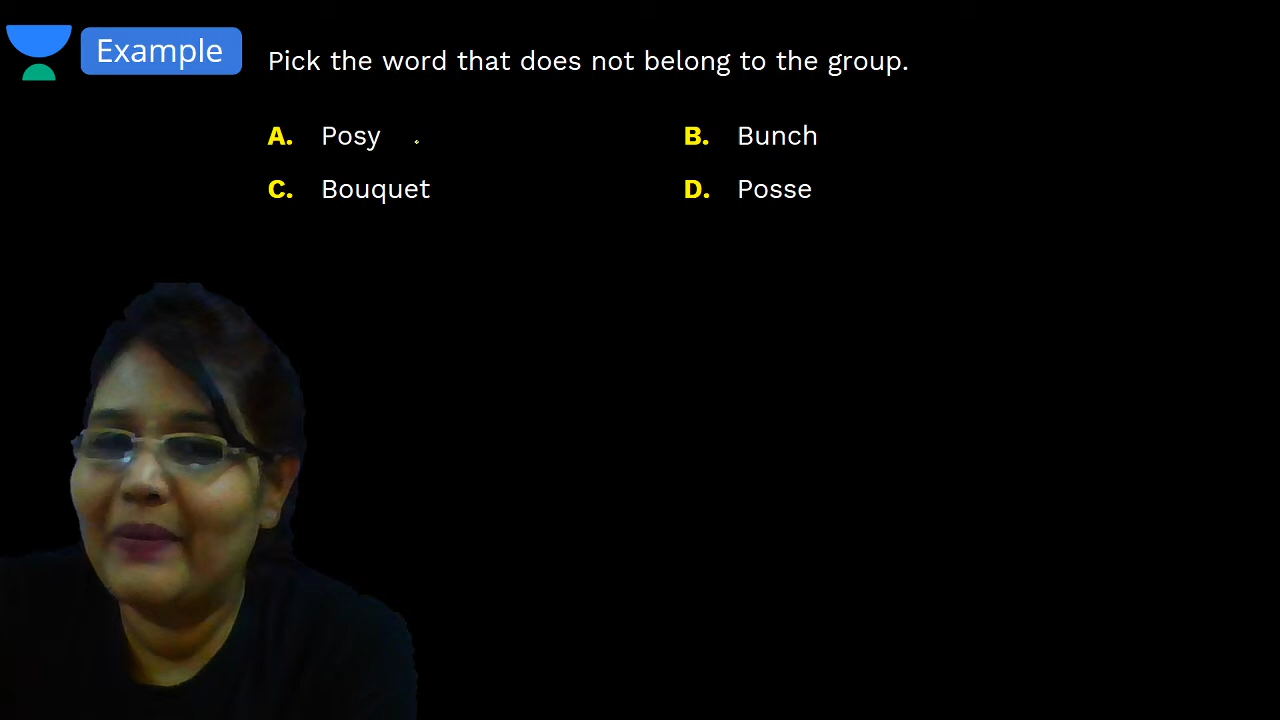 Example
Pick the word that does not belong to the group.
A. Posy
B. Bunch
C. Bouquet
D. Posse